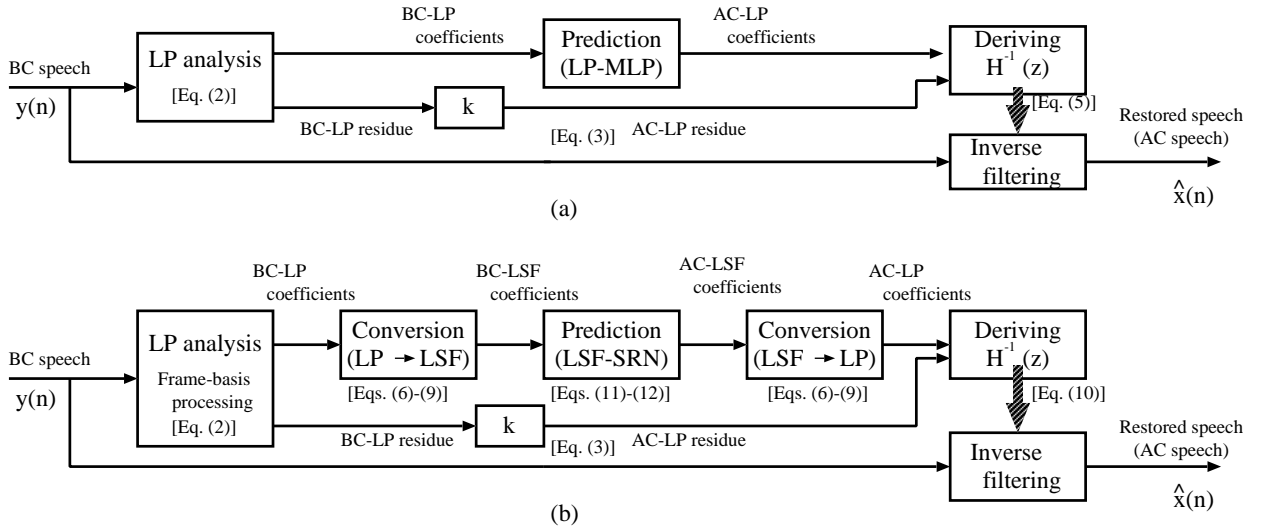 BC-LP
coefficients
AC-LP
coefficients
BC speech
y(n)
LP analysis
[Eq. (2)]
Prediction
(LP-MLP)
Deriving
H⁻¹ (z)
BC-LP residue
k
[Eq. (3)]
AC-LP residue
[Eq. (5)]
Inverse
filtering
Restored speech
(AC speech)
x̂(n)
(a)
BC-LP
coefficients
BC-LSF
coefficients
AC-LSF
coefficients
AC-LP
coefficients
BC speech
y(n)
LP analysis
Frame-basis
processing
[Eq. (2)]
Conversion
(LP → LSF)
[Eqs. (6)-(9)]
Prediction
(LSF-SRN)
[Eqs. (11)-(12)]
Conversion
(LSF → LP)
[Eqs. (6)-(9)]
Deriving
H⁻¹ (z)
[Eq. (10)]
BC-LP residue
k
[Eq. (3)]
AC-LP residue
Inverse
filtering
Restored speech
(AC speech)
x̂(n)
(b)